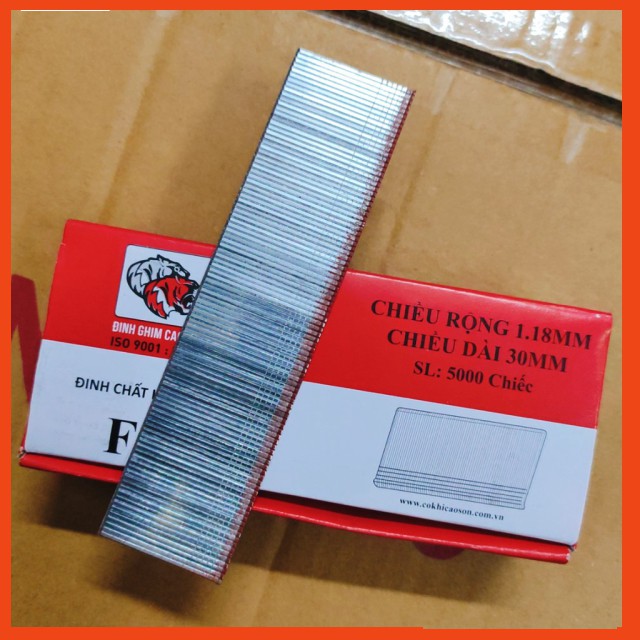 ĐINH GHIM
ISO 9001 :
ĐINH CHẤT
F
CHIỀU RỘNG 1.18MM
CHIỀU DÀI 30MM
SL: 5000 Chiếc
www.cokhicaoson.com.vn